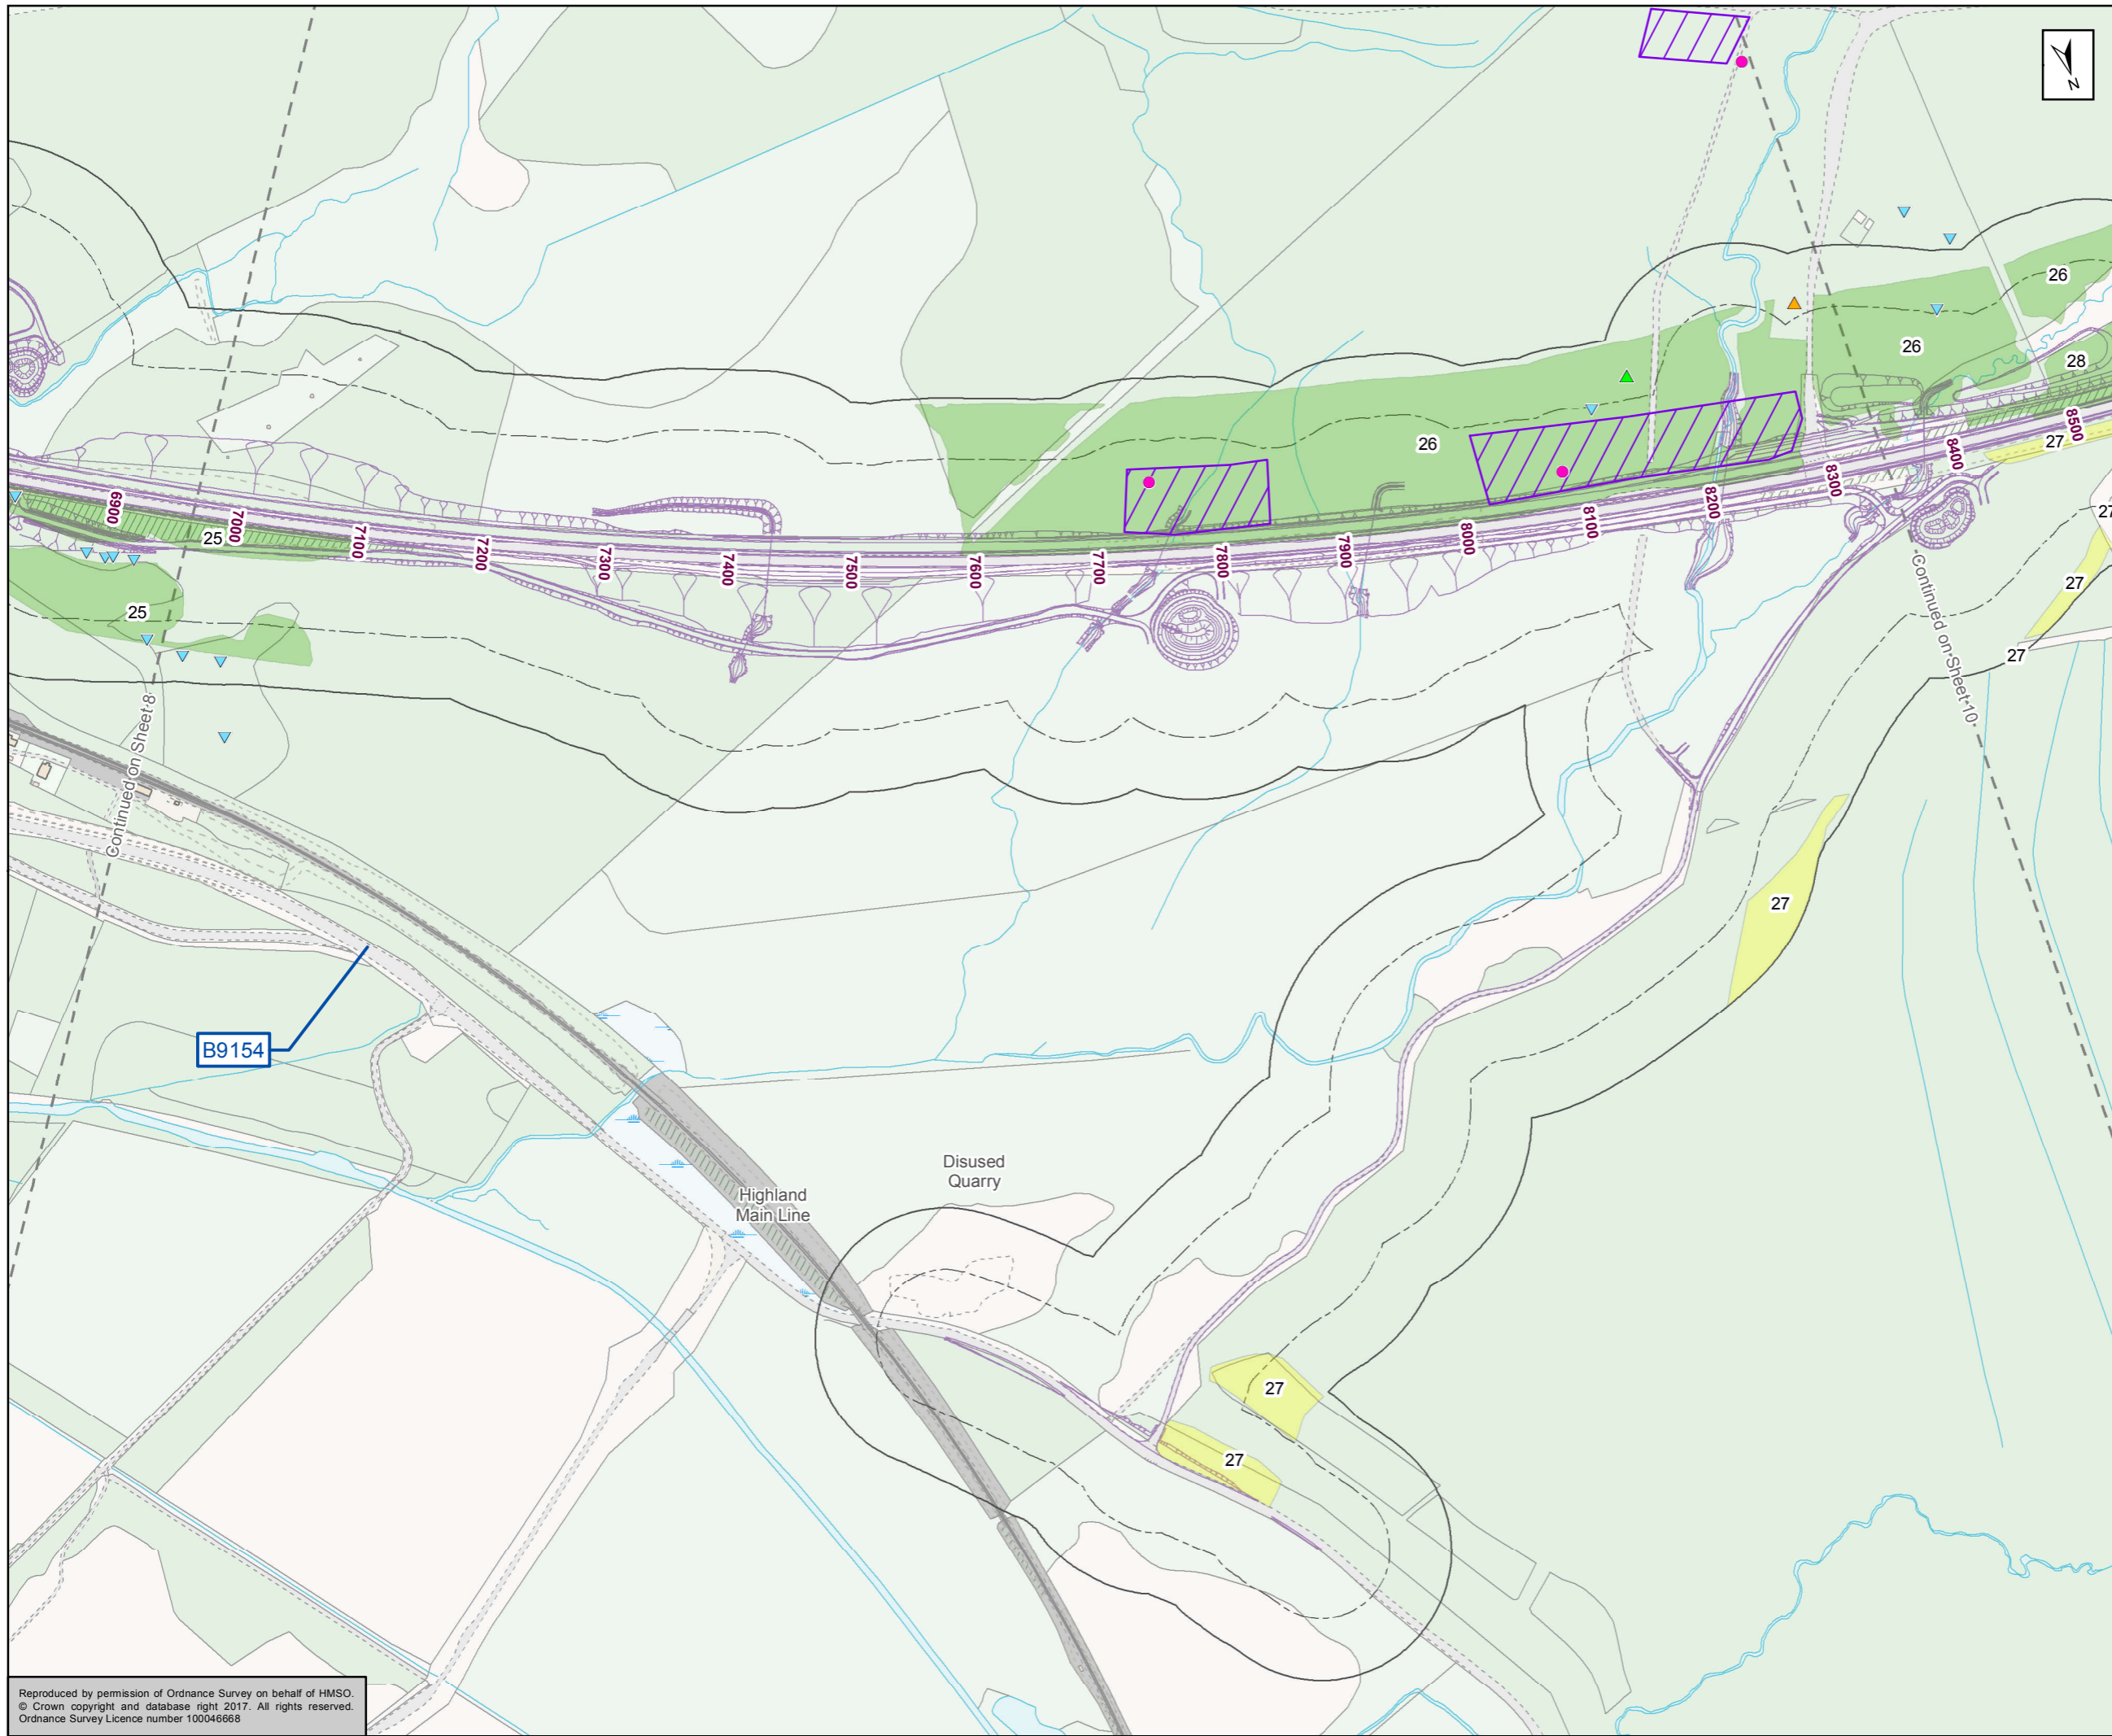 N
26
26
28
27
27
27
27
26
25
25
6900
7000
7100
7200
7300
7400
7500
7600
7700
7800
7900
8000
8100
8200
8300
8400
8500
Continued on Sheet 8
Continued on Sheet 10
27
B9154
Disused
Quarry
Highland
Main Line
27
27
Reproduced by permission of Ordnance Survey on behalf of HMSO.
© Crown copyright and database right 2017. All rights reserved.
Ordnance Survey Licence number 100046668